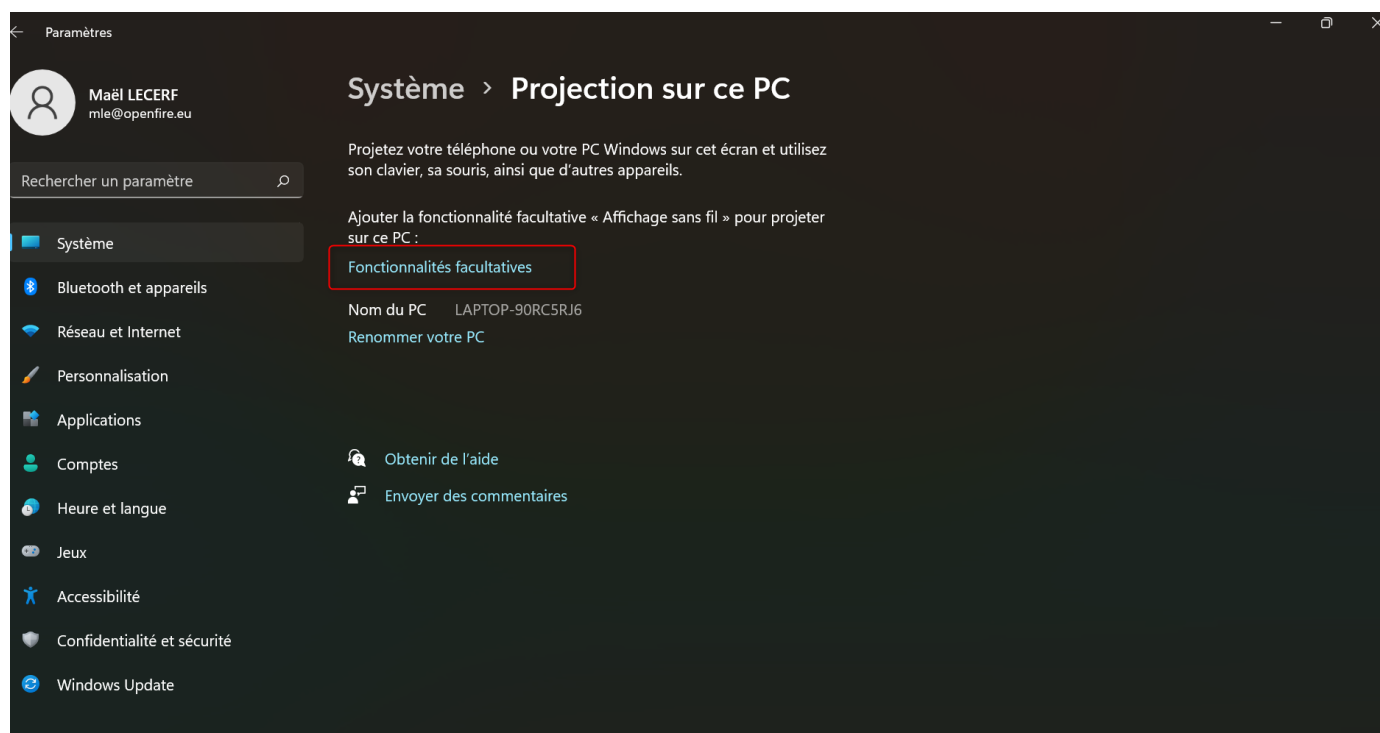 Paramètres
Maël LECERF
mle@openfire.eu
Rechercher un paramètre
Système
Bluetooth et appareils
Réseau et Internet
Personnalisation
Applications
Comptes
Heure et langue
Jeux
Accessibilité
Confidentialité et sécurité
Windows Update
Système > Projection sur ce PC
Projetez votre téléphone ou votre PC Windows sur cet écran et utilisez
son clavier, sa souris, ainsi que d'autres appareils.
Ajouter la fonctionnalité facultative « Affichage sans fil » pour projeter
sur ce PC :
Fonctionnalités facultatives
Nom du PC LAPTOP-90RC5RJ6
Renommer votre PC
Obtenir de l'aide
Envoyer des commentaires